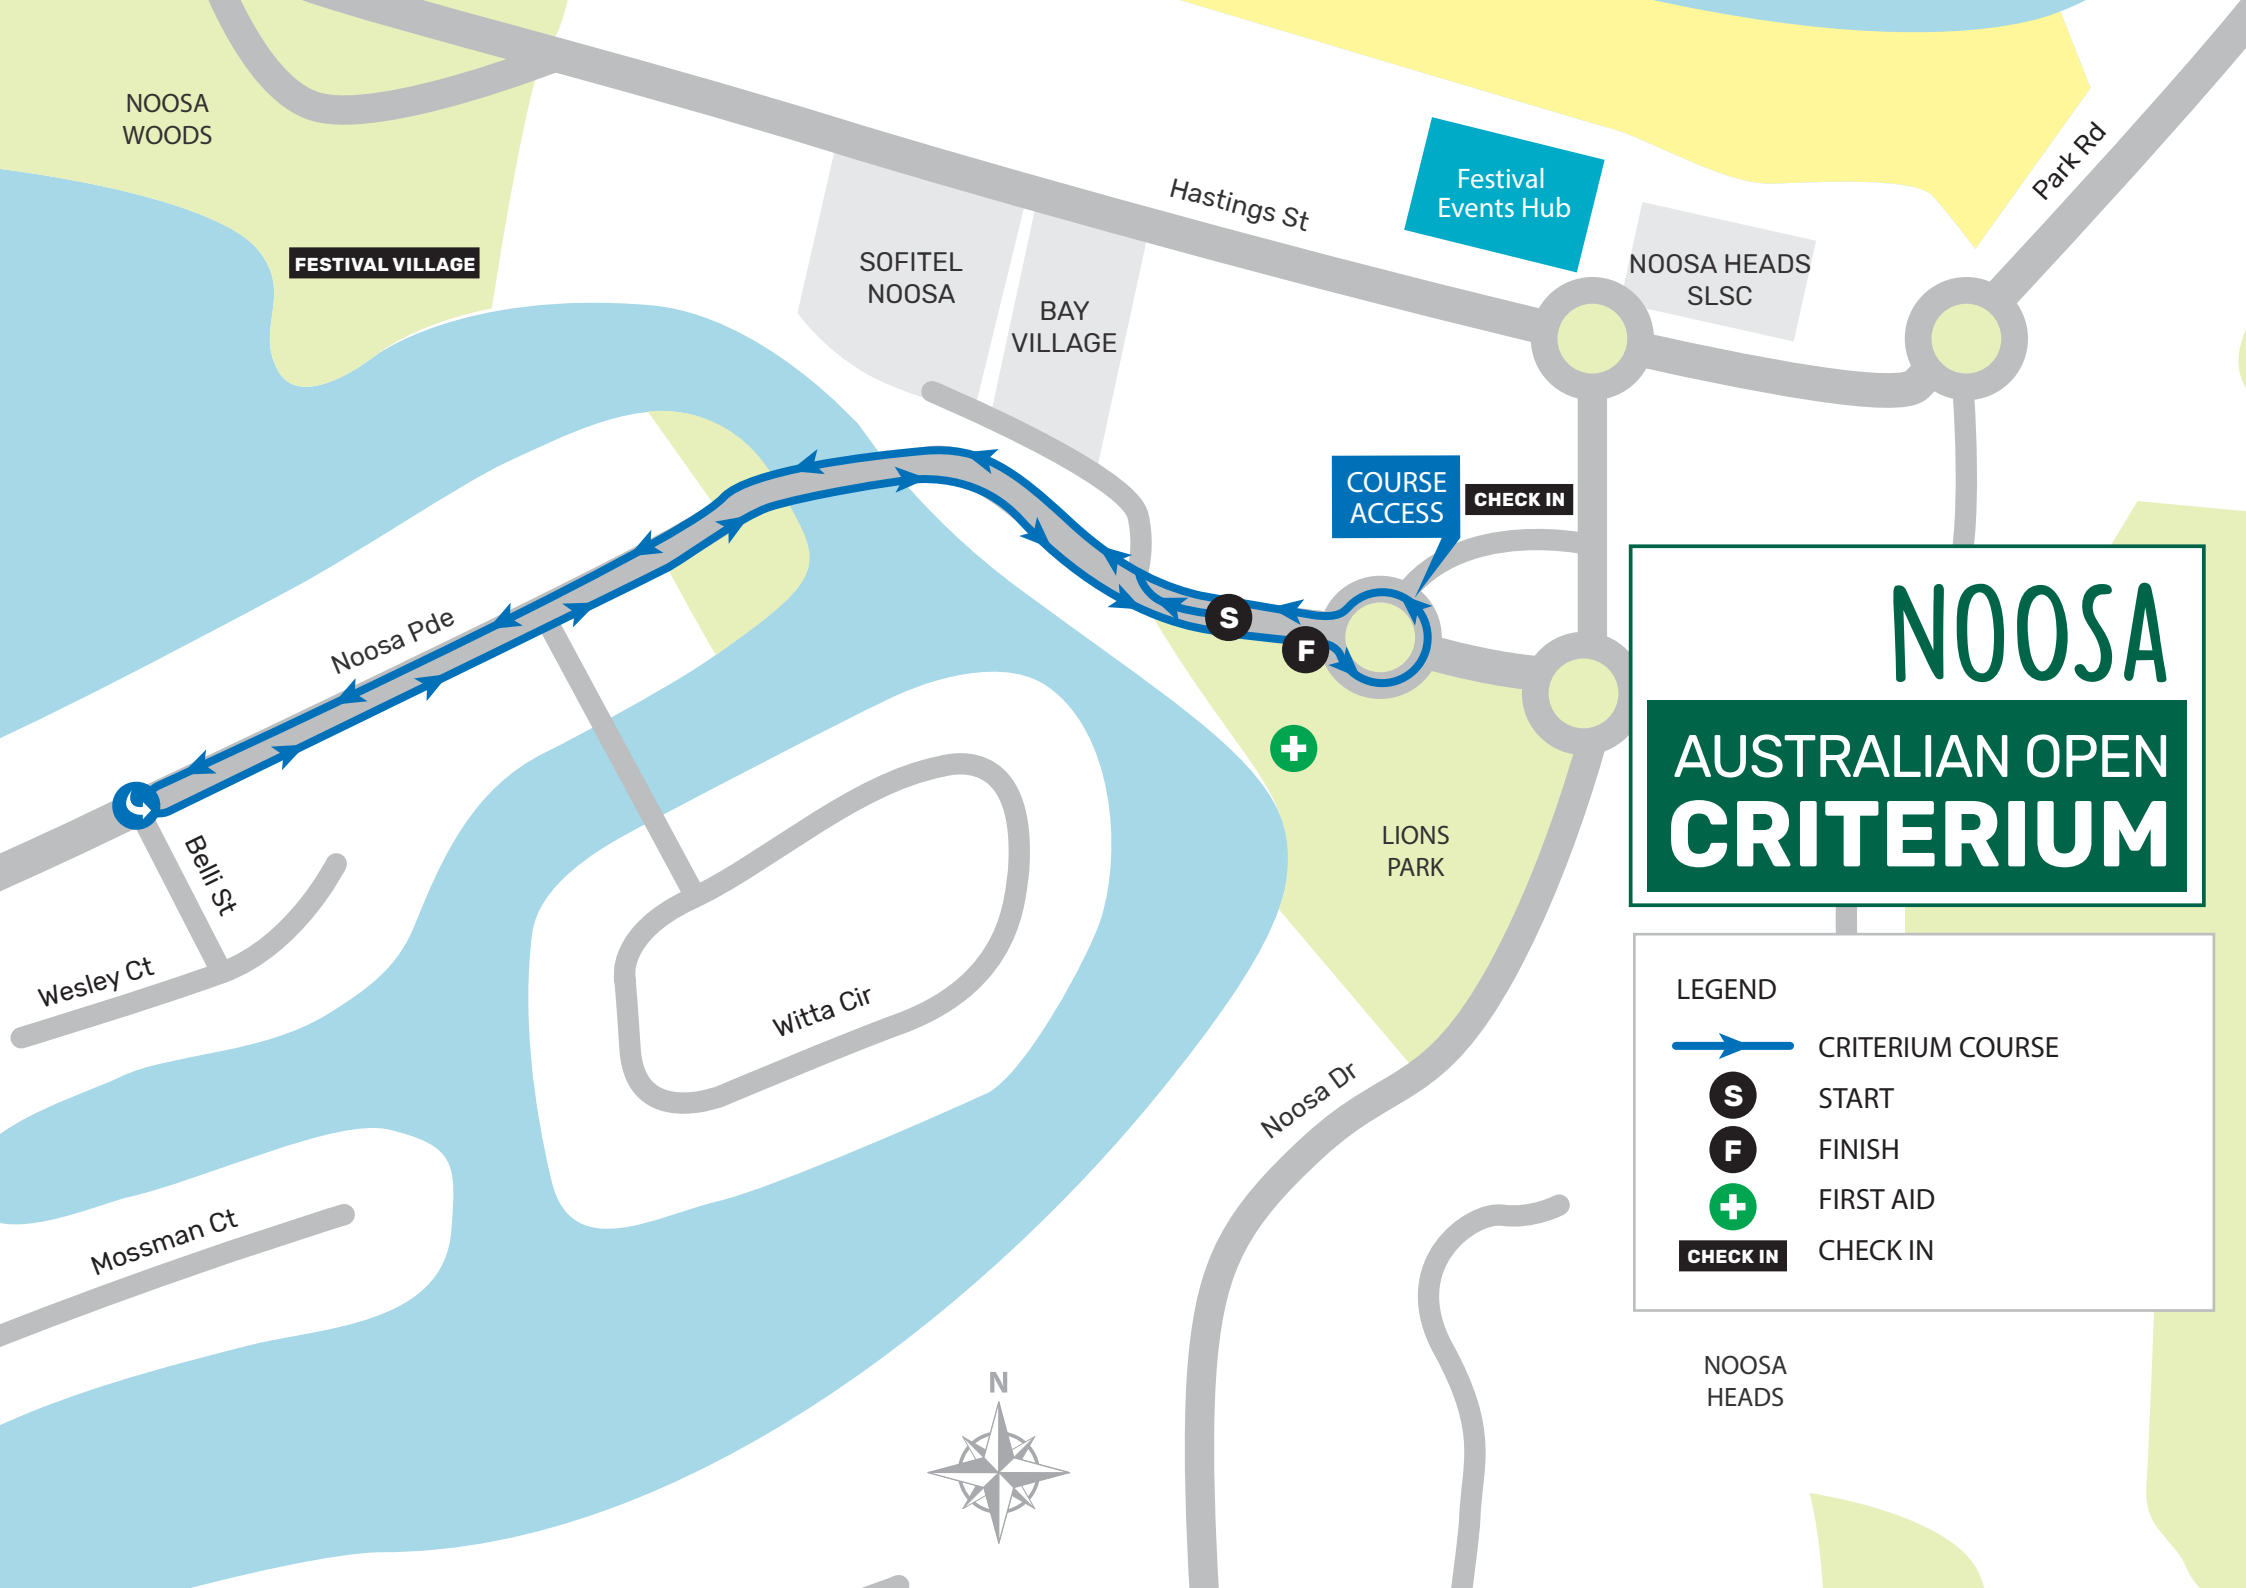 NOOSA
WOODS
FESTIVAL VILLAGE
Hastings St
Festival
Events Hub
Park Rd
NOOSA HEADS
SLSC
SOFITEL
NOOSA
BAY
VILLAGE
COURSE
ACCESS
CHECK IN
S
F
Noosa Pde
Belli St
Wesley Ct
Witta Cir
Mossman Ct
LIONS
PARK
Noosa Dr
N
NOOSA
AUSTRALIAN OPEN
CRITERIUM
LEGEND
CRITERIUM COURSE
S START
F FINISH
FIRST AID
CHECK IN CHECK IN
NOOSA
HEADS